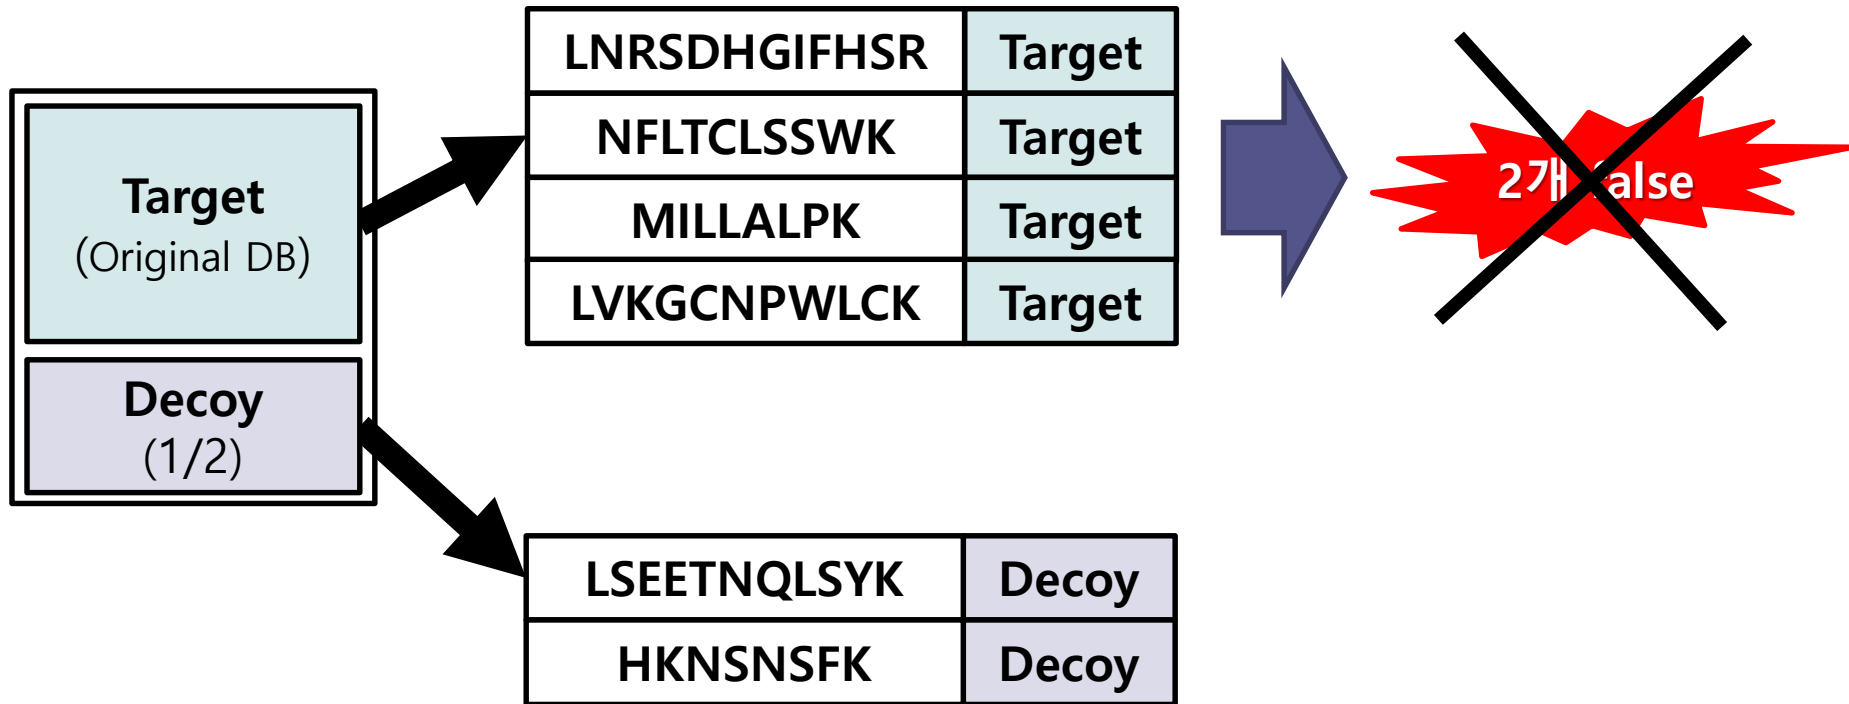 Target
(Original DB)
Decoy
(1/2)
LNRSDHGIFHSR Target
NFLTCLSSWK Target
MILLALPK Target
LVKGCNPWLCK Target
2개 false
LSEETNQLSYK Decoy
HKNSNSFK Decoy